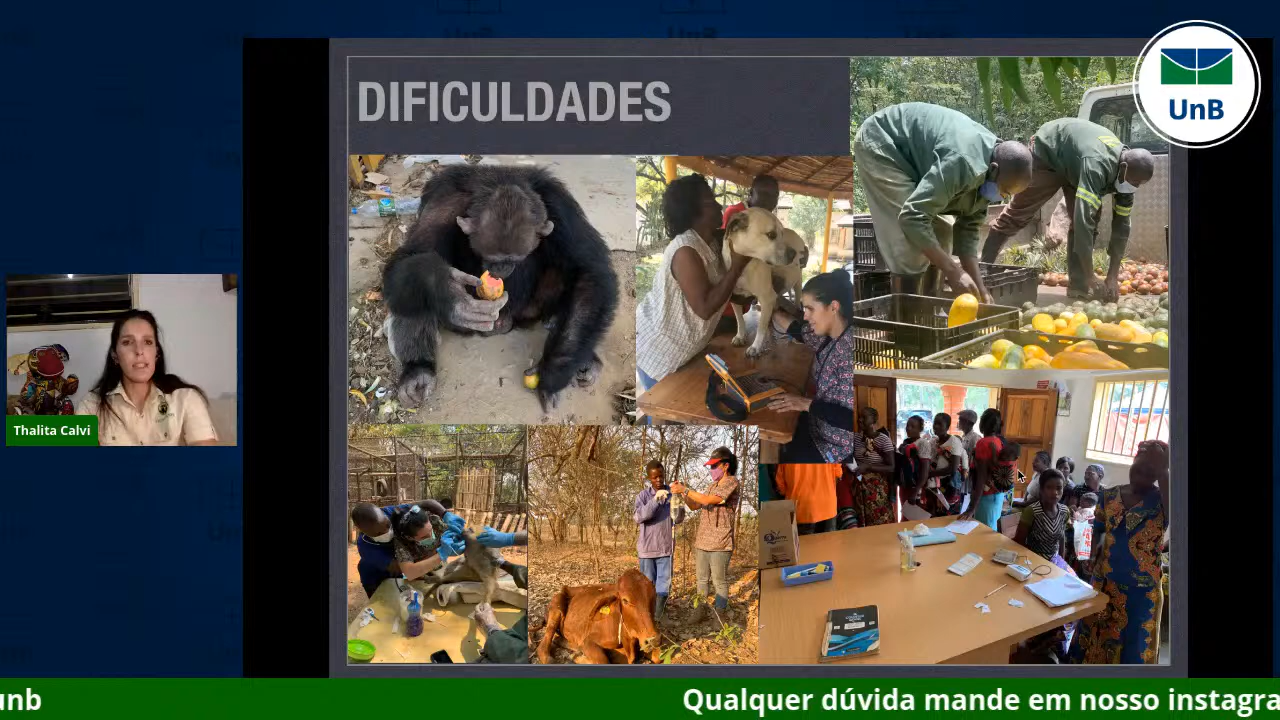 DIFICULDADES
UnB
Thalita Calvi
unb
Qualquer dúvida mande em nosso instagra